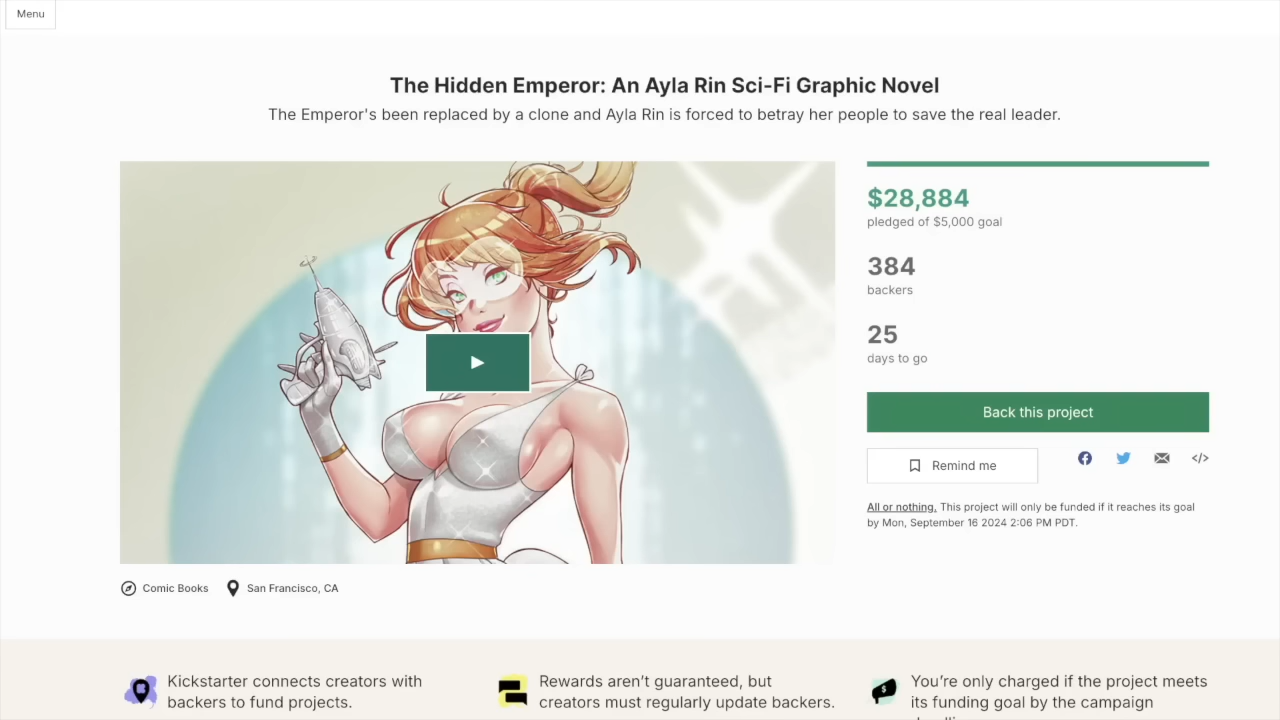 Menu
The Hidden Emperor: An Ayla Rin Sci-Fi Graphic Novel
The Emperor's been replaced by a clone and Ayla Rin is forced to betray her people to save the real leader.
$28,884
pledged of $5,000 goal
384
backers
25
days to go
Back this project
Remind me
</>
All or nothing. This project will only be funded if it reaches its goal
by Mon, September 16 2024 2:06 PM PDT.
Comic Books
San Francisco, CA
Kickstarter connects creators with
backers to fund projects.
Rewards aren't guaranteed, but
creators must regularly update backers.
You're only charged if the project meets
its funding goal by the campaign